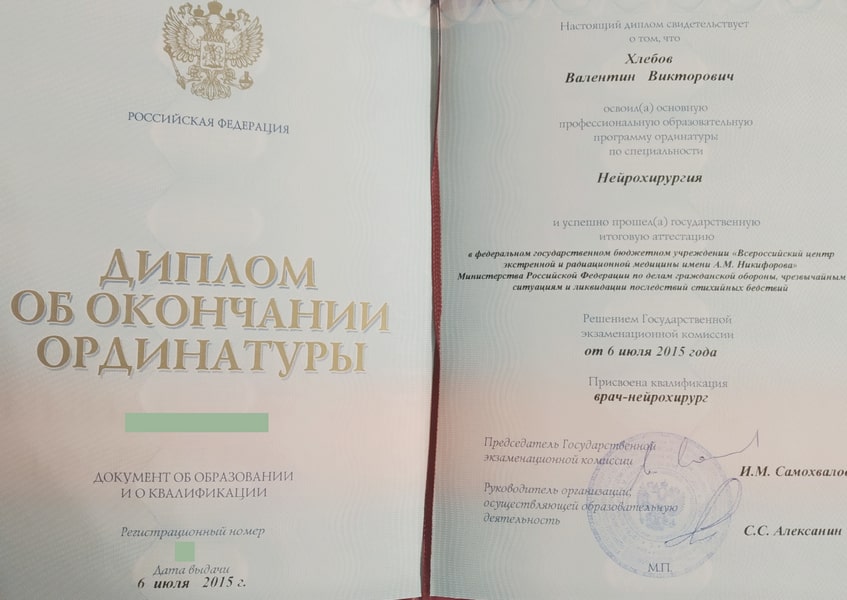 РОССИЙСКАЯ ФЕДЕРАЦИЯ
ДИПЛОМ
ОБ ОКОНЧАНИИ
ОРДИНАТУРЫ
ДОКУМЕНТ ОБ ОБРАЗОВАНИИ
И О КВАЛИФИКАЦИИ
Регистрационный номер
Дата выдачи
6 июля 2015 г.
Настоящий диплом свидетельствует
о том, что
Хлебов
Валентин Викторович
освоил(а) основную
профессиональную образовательную
программу ординатуры
по специальности
Нейрохирургия
и успешно прошел(а) государственную
итоговую аттестацию
в федеральном государственном бюджетном учреждении «Всероссийский центр
экстренной и радиационной медицины имени А.М. Никифорова»
Министерства Российской Федерации по делам гражданской обороны, чрезвычайным
ситуациям и ликвидации последствий стихийных бедствий
Решением Государственной
экзаменационной комиссии
от 6 июля 2015 года
Присвоена квалификация
врач-нейрохирург
Председатель Государственной
экзаменационной комиссии
И.М. Самохвалов
Руководитель организации,
осуществляющей образовательную
деятельность
С.С. Алексанин
М.П.